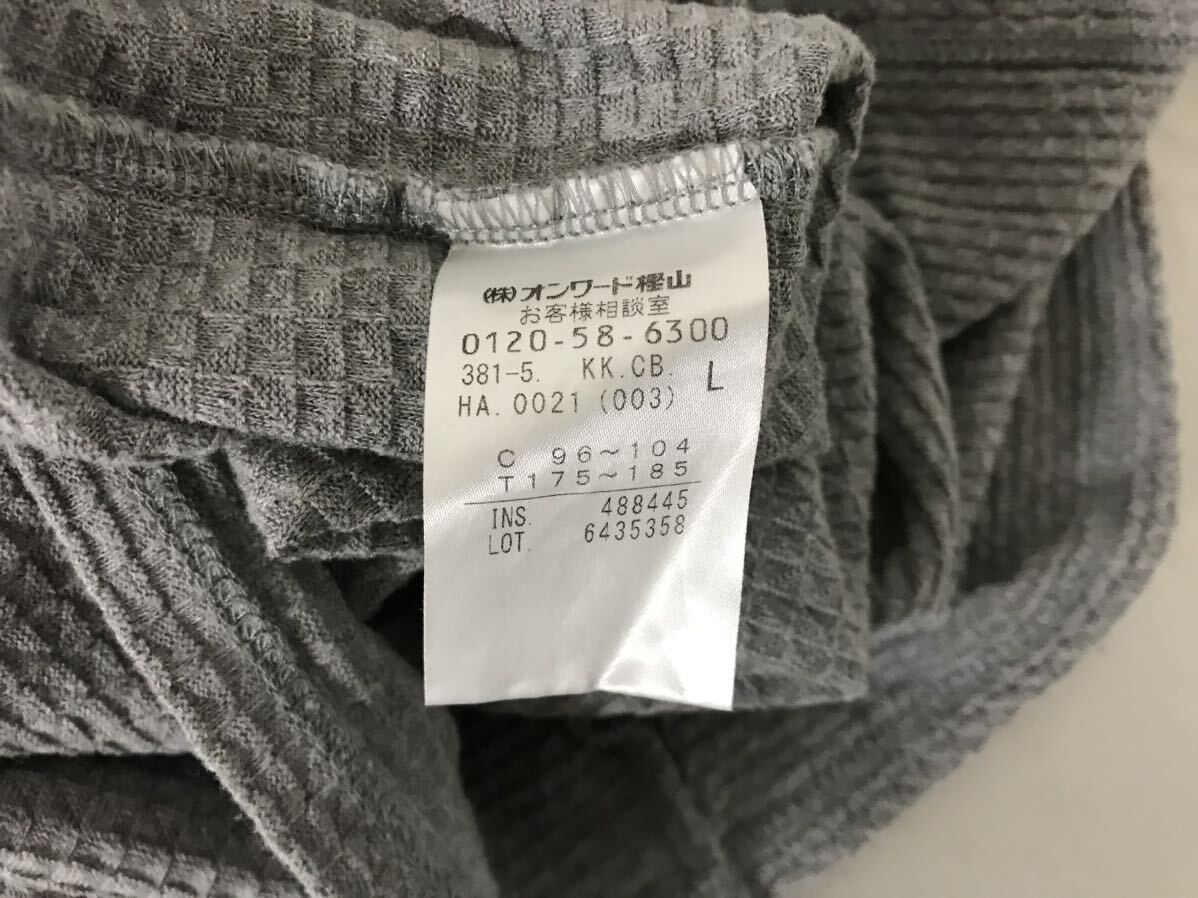 (株)オンワード樫山
お客様相談室
0120-58-6300
381-5. KK.CB. L
HA.0021 (003)
C 96~104
T175~185
INS. 488445
LOT. 6435358